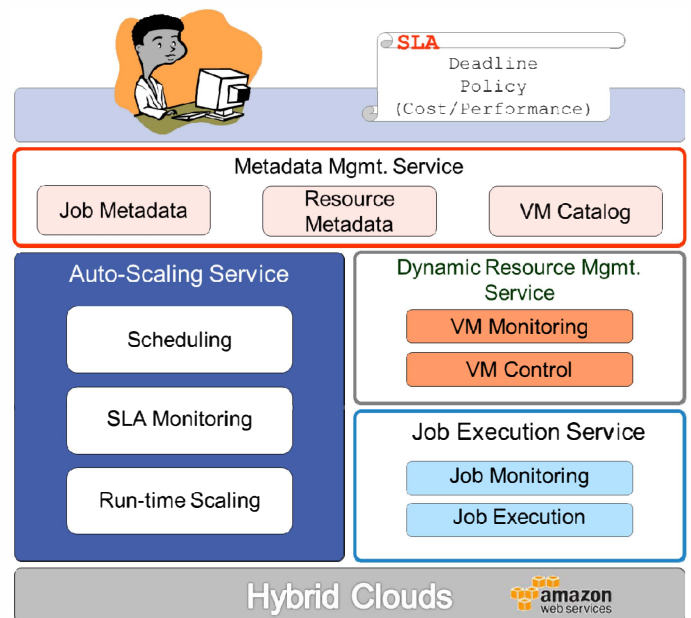 SLA
Deadline
Policy
(Cost/Performance)
Metadata Mgmt. Service
Job Metadata
Resource
Metadata
VM Catalog
Auto-Scaling Service
Scheduling
SLA Monitoring
Run-time Scaling
Dynamic Resource Mgmt.
Service
VM Monitoring
VM Control
Job Execution Service
Job Monitoring
Job Execution
Hybrid Clouds
amazon
web services